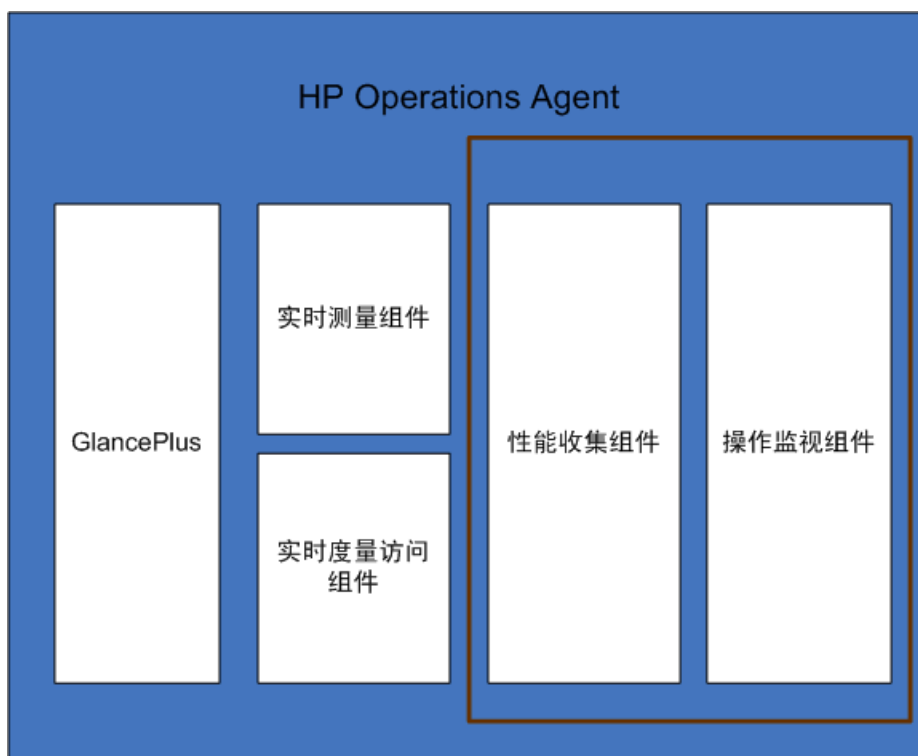 HP Operations Agent
GlancePlus
实时测量组件
实时度量访问
组件
性能收集组件
操作监视组件